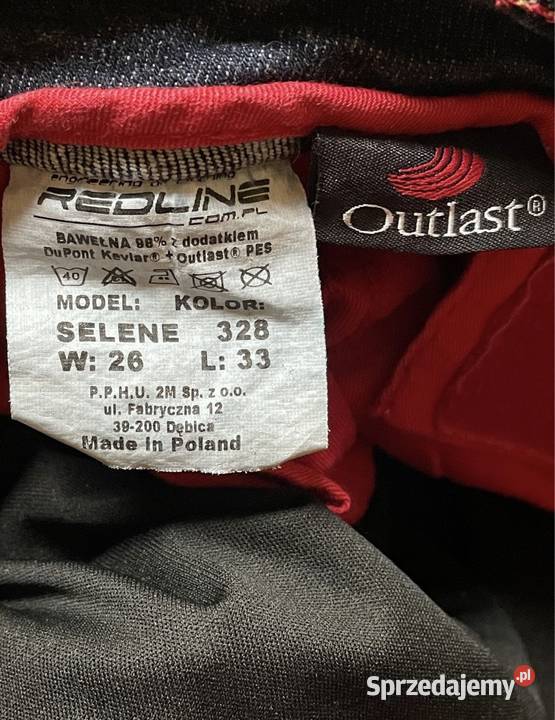 REDLINE
COM.PL
BAWEŁNA 98% z dodatkiem
DuPont Kevlar® + Outlast® PES
40
MODEL: KOLOR:
SELENE 328
W: 26 L: 33
P.P.H.U. 2M Sp. z o.o.
ul. Fabryczna 12
39-200 Dębica
Made in Poland
Outlast®
Sprzedajemy.pl